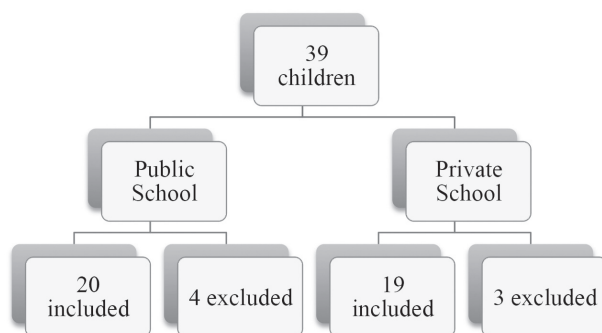 39
children
Public
School
Private
School
20
included
4 excluded
19
included
3 excluded